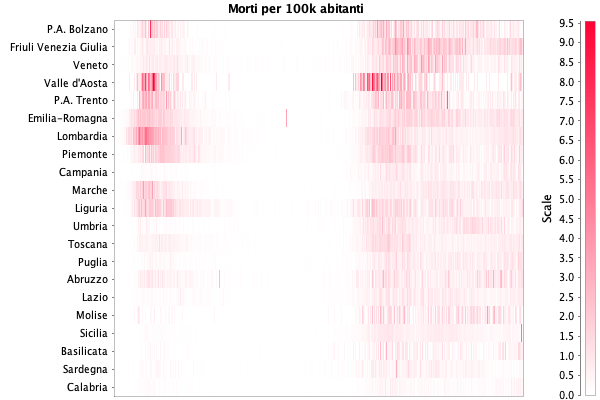 Morti per 100k abitanti
P.A. Bolzano
Friuli Venezia Giulia
Veneto
Valle d'Aosta
P.A. Trento
Emilia-Romagna
Lombardia
Piemonte
Campania
Marche
Liguria
Umbria
Toscana
Puglia
Abruzzo
Lazio
Molise
Sicilia
Basilicata
Sardegna
Calabria
Scale
9.5
9.0
8.5
8.0
7.5
7.0
6.5
6.0
5.5
5.0
4.5
4.0
3.5
3.0
2.5
2.0
1.5
1.0
0.5
0.0